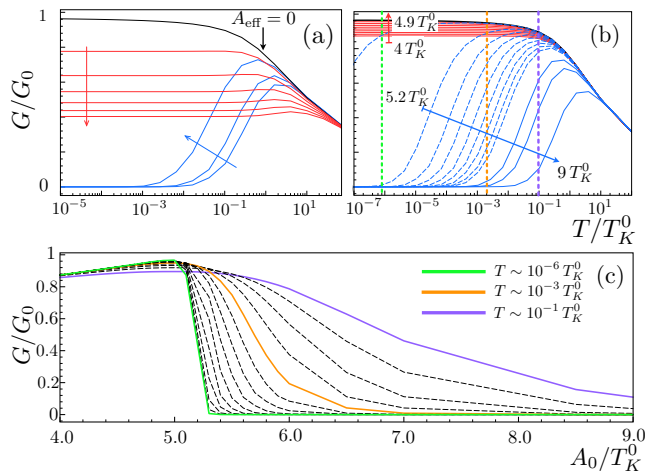 A_eff = 0
(a)
G/G_0
1
0
10^−5
10^−3
10^−1
10^1
4.9 T_K^0
4 T_K^0
(b)
5.2 T_K^0
9 T_K^0
10^−7
10^−5
10^−3
10^−1
10^1
T/T_K^0
(c)
G/G_0
1
0.8
0.6
0.4
0.2
0
T ∼ 10^−6 T_K^0
T ∼ 10^−3 T_K^0
T ∼ 10^−1 T_K^0
4.0 5.0 6.0 7.0 8.0 9.0
A_0/T_K^0